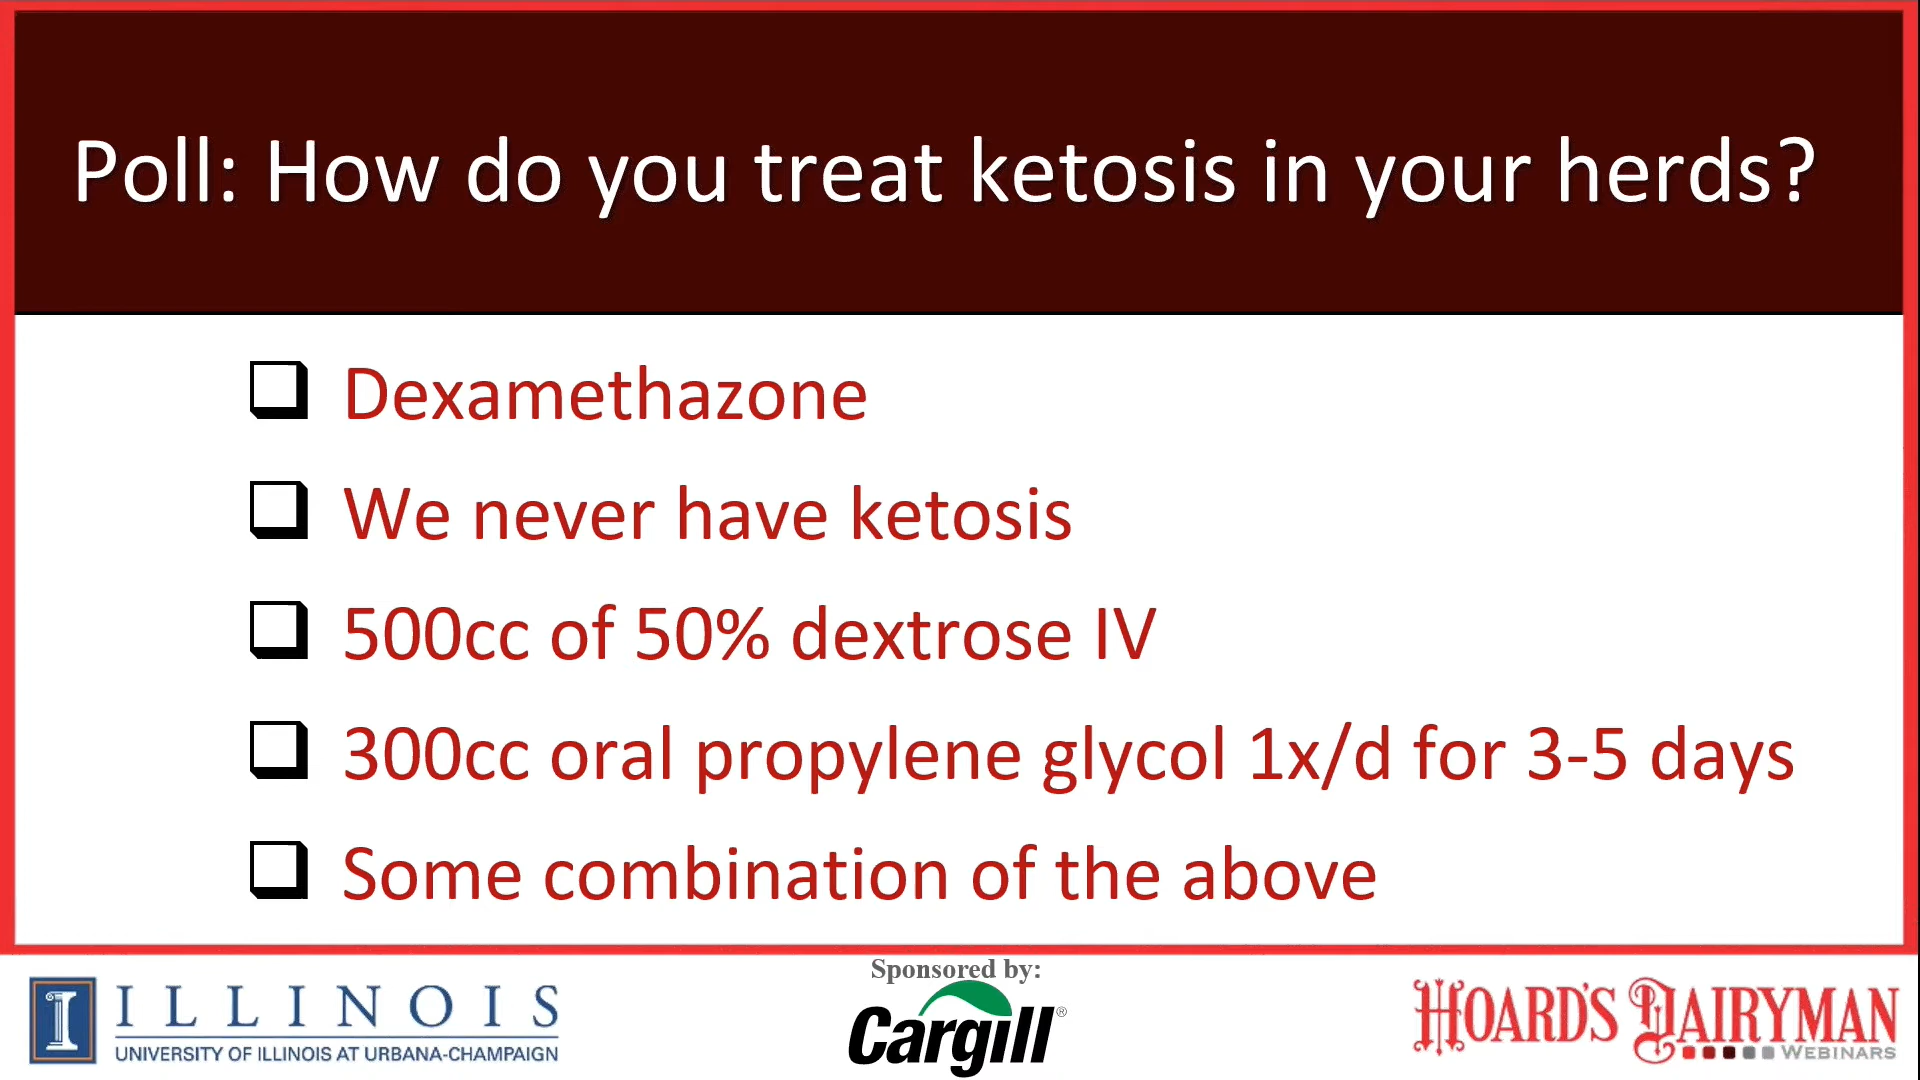 Poll: How do you treat ketosis in your herds?
Dexamethazone
We never have ketosis
500cc of 50% dextrose IV
300cc oral propylene glycol 1x/d for 3-5 days
Some combination of the above
I ILLINOIS
UNIVERSITY OF ILLINOIS AT URBANA-CHAMPAIGN
Sponsored by:
Cargill®
HOARD'S DAIRYMAN
WEBINARS